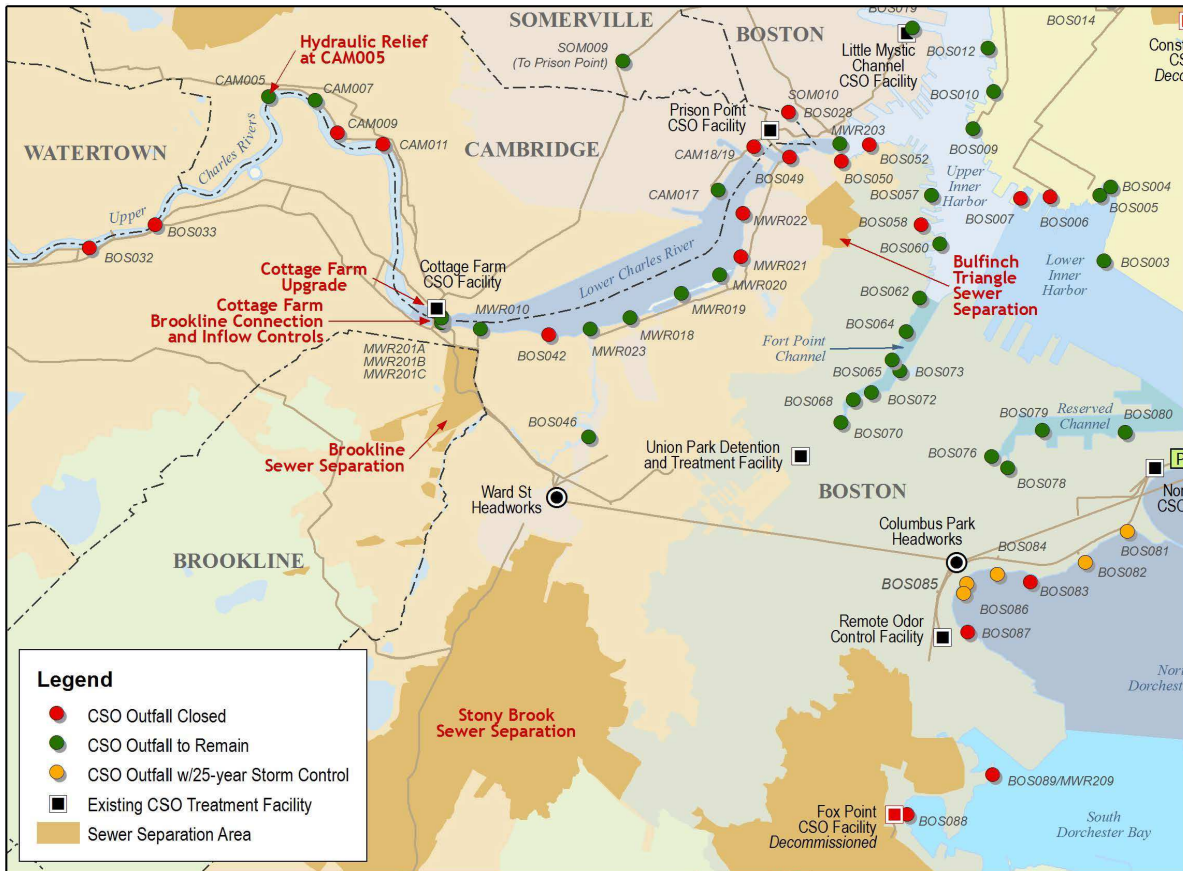 SOMERVILLE
BOSTON
BOS019
BOS014
Hydraulic Relief
at CAM005
SOM009
(To Prison Point)
Little Mystic
Channel
CSO Facility
BOS012
CAM005
CAM007
BOS010
SOM010
BOS028
Prison Point
CSO Facility
MWR203
CAM009
CAM011
WATERTOWN
Charles Rivers
Upper
CAMBRIDGE
CAM18/19
BOS049
BOS050
BOS052
BOS009
Upper
Inner
Harbor
BOS004
BOS005
BOS006
BOS007
CAM017
BOS057
BOS058
BOS060
MWR022
MWR021
MWR020
MWR019
MWR018
Lower Charles River
BOS033
BOS032
Bulfinch
Triangle
Sewer
Separation
Lower
Inner
Harbor
BOS003
Cottage Farm
Upgrade
Cottage Farm
CSO Facility
Cottage Farm
Brookline Connection
and Inflow Controls
MWR010
MWR201A
MWR201B
MWR201C
BOS042
MWR023
BOS062
BOS064
Fort Point
Channel
BOS065
BOS073
BOS072
BOS068
BOS070
BOS046
Brookline
Sewer Separation
Union Park Detention
and Treatment Facility
BOS079
Reserved
Channel
BOS080
BOS076
BOS078
BOSTON
P
Nor
CSO
Ward St
Headworks
Columbus Park
Headworks
BOS084
BOS081
BOS082
BOS085
BOS083
BOS086
BOS087
Remote Odor
Control Facility
BROOKLINE
Nor
Dorchest
Cons
CS
Deco
Stony Brook
Sewer Separation
BOS089/MWR209
Fox Point
CSO Facility
Decommissioned
BOS088
South
Dorchester Bay
Legend
CSO Outfall Closed
CSO Outfall to Remain
CSO Outfall w/25-year Storm Control
Existing CSO Treatment Facility
Sewer Separation Area